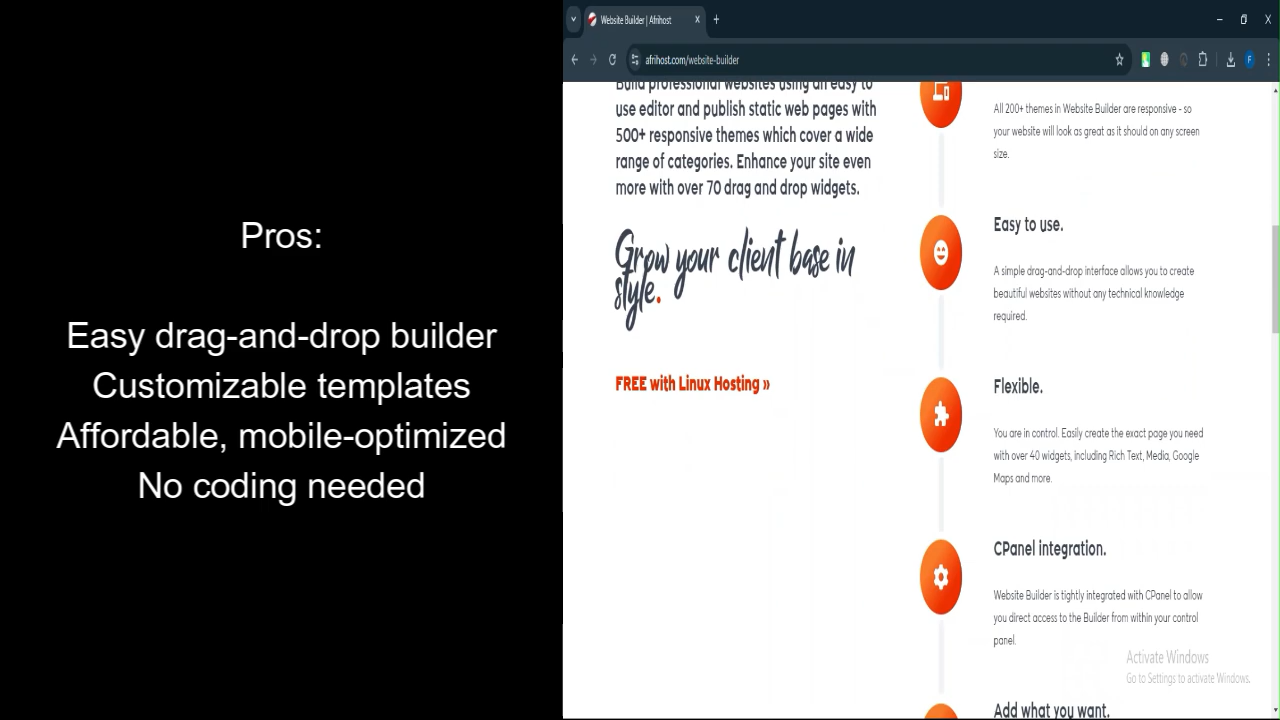 Pros:
Easy drag-and-drop builder
Customizable templates
Affordable, mobile-optimized
No coding needed
Website Builder | Afrihost
afrihost.com/website-builder
F
Build professional websites using an easy to
use editor and publish static web pages with
500+ responsive themes which cover a wide
range of categories. Enhance your site even
more with over 70 drag and drop widgets.
Grow your client base in
style.
FREE with Linux Hosting »
All 200+ themes in Website Builder are responsive - so
your website will look as great as it should on any screen
size.
Easy to use.
A simple drag-and-drop interface allows you to create
beautiful websites without any technical knowledge
required.
Flexible.
You are in control. Easily create the exact page you need
with over 40 widgets, including Rich Text, Media, Google
Maps and more.
CPanel integration.
Website Builder is tightly integrated with CPanel to allow
you direct access to the Builder from within your control
panel.
Add what you want.
Activate Windows
Go to Settings to activate Windows.